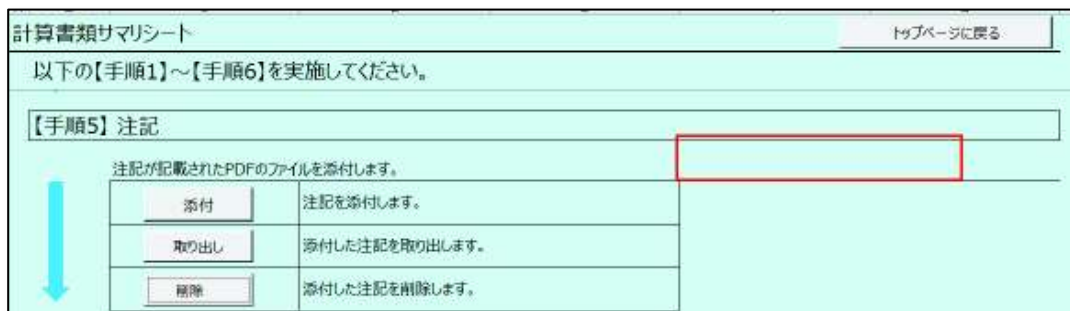 計算書類サマリシート
トップページに戻る
以下の【手順1】～【手順6】を実施してください。
【手順5】注記
注記が記載されたPDFのファイルを添付します。
添付
注記を添付します。
取り出し
添付した注記を取り出します。
削除
添付した注記を削除します。